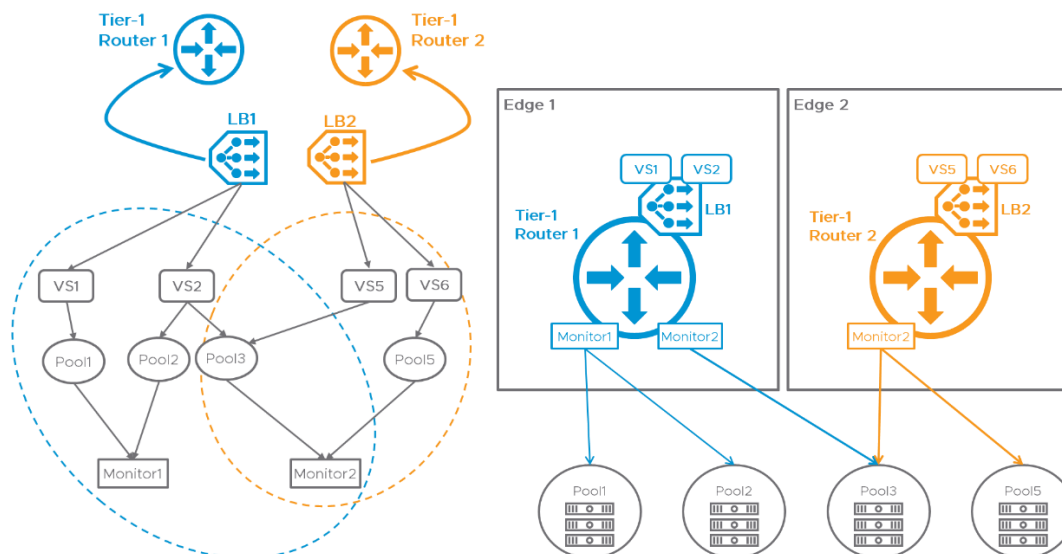 Tier-1
Router 1
Tier-1
Router 2
LB1
LB2
VS1
VS2
VS5
VS6
Pool1
Pool2
Pool3
Pool5
Monitor1
Monitor2
Edge 1
VS1
VS2
LB1
Tier-1
Router 1
Monitor1
Monitor2
Edge 2
VS5
VS6
LB2
Tier-1
Router 2
Monitor2
Pool1
Pool2
Pool3
Pool5